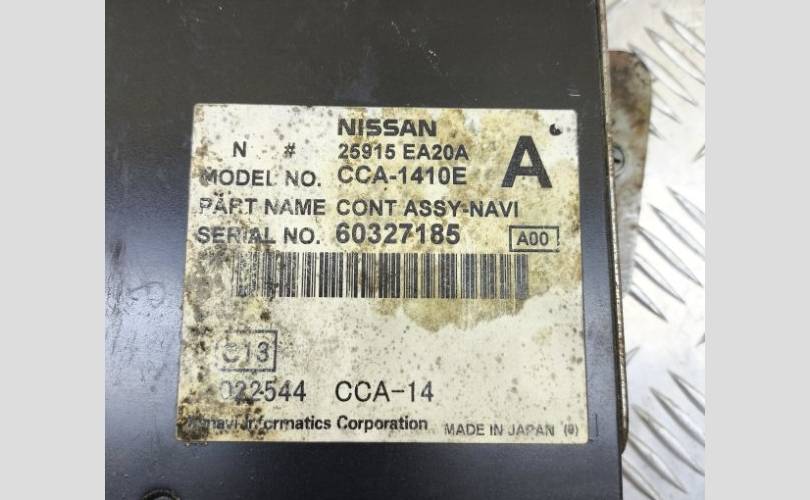 NISSAN
N # 25915 EA20A A
MODEL NO. CCA-1410E
PART NAME CONT ASSY-NAVI
SERIAL NO. 60327185 A00
022544 CCA-14
Informatics Corporation MADE IN JAPAN